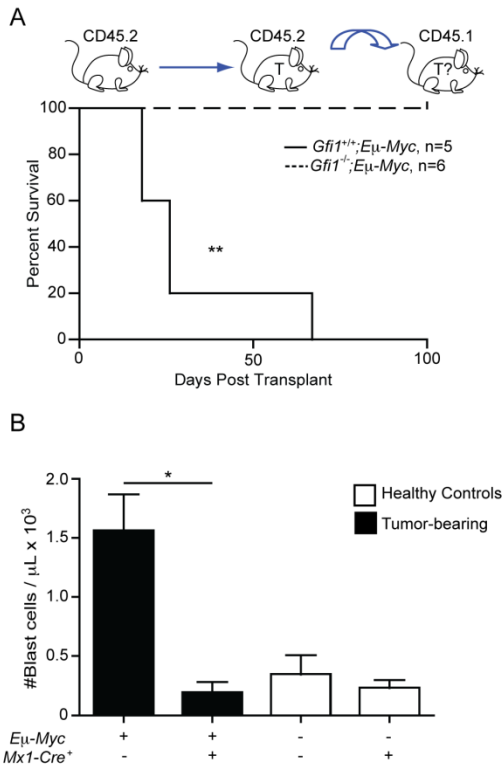 A
CD45.2 CD45.2 CD45.1
T T?
Percent Survival
100
80
60
40
20
0
Gfi1+/+;Eμ-Myc, n=5
Gfi1-/-;Eμ-Myc, n=6
**
0 50 100
Days Post Transplant
B
#Blast cells / μL x 10³
2.0
1.5
1.0
0.5
0
*
Healthy Controls
Tumor-bearing
Eμ-Myc + + - -
Mx1-Cre+ - + - +